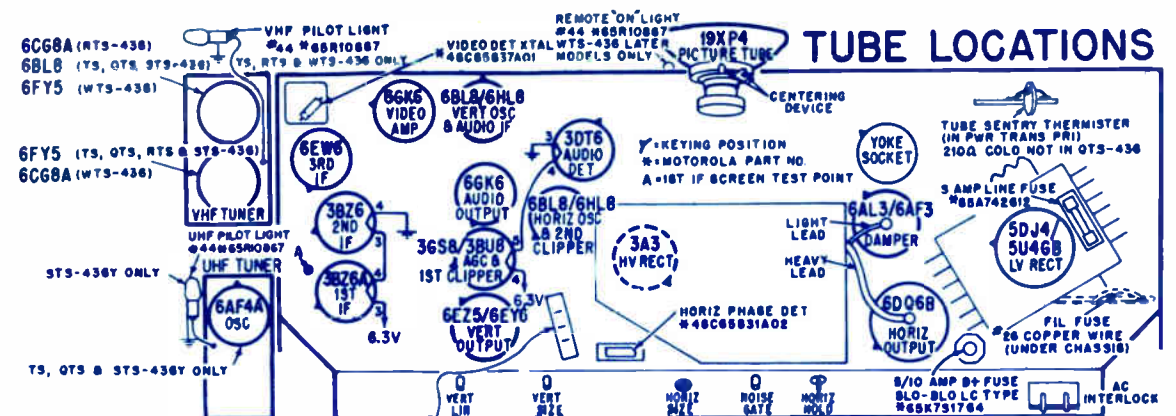 TUBE LOCATIONS
6CG8A (RTS-436)
6BL8 (TS, QTS, STS-436)
6FY5 (WTS-436)
6FY5 (TS, QTS, RTS & STS-436)
6CG8A (WTS-436)
VHF TUNER
VHF PILOT LIGHT
#44 *65R10867
TS, RTS & WTS-436 ONLY
UHF PILOT LIGHT
#44 *65R10867
UHF TUNER
STS-436Y ONLY
6AF4A
OSC
TS, QTS & STS-436Y ONLY
*VIDEO DET XTAL
*48C65837A01
REMOTE "ON" LIGHT
#44 *65R10867
WTS-436 LATER
MODELS ONLY
19XP4
PICTURE TUBE
CENTERING
DEVICE
6GK6
VIDEO
AMP
6BL8/6HL8
VERT OSC
& AUDIO IF
6EW6
3RD
IF
3DT6
AUDIO
DET
3
4
=KEYING POSITION
*=MOTOROLA PART NO.
A=1ST IF SCREEN TEST POINT
YOKE
SOCKET
TUBE SENTRY THERMISTER
(IN PWR TRANS PRI)
210Ω COLD NOT IN QTS-436
6GK6
AUDIO
OUTPUT
6BL8/6HL8
(HORIZ OSC
& 2ND
CLIPPER
3BZ6
2ND
IF
4
3
A
3BZ6A
1ST
IF
4
3
6.3V
3GS8/3BU8
AGC &
1ST CLIPPER
3
4
6.3V
6EZ5/6EY6
VERT
OUTPUT
3A3
HV RECT
6AL3/6AF3
DAMPER
LIGHT
LEAD
HEAVY
LEAD
5 AMP LINE FUSE
*65A742612
5DJ4/
5U4GB
LV RECT
6DQ6B
HORIZ
OUTPUT
HORIZ PHASE DET
*48C65831A02
FIL FUSE
#26 COPPER WIRE
(UNDER CHASSIS)
8/10 AMP B+ FUSE
SLO-BLO LC TYPE
*65K731764
AC
INTERLOCK
VERT
LIN
VERT
SIZE
HORIZ
SIZE
NOISE
GATE
HORIZ
HOLD